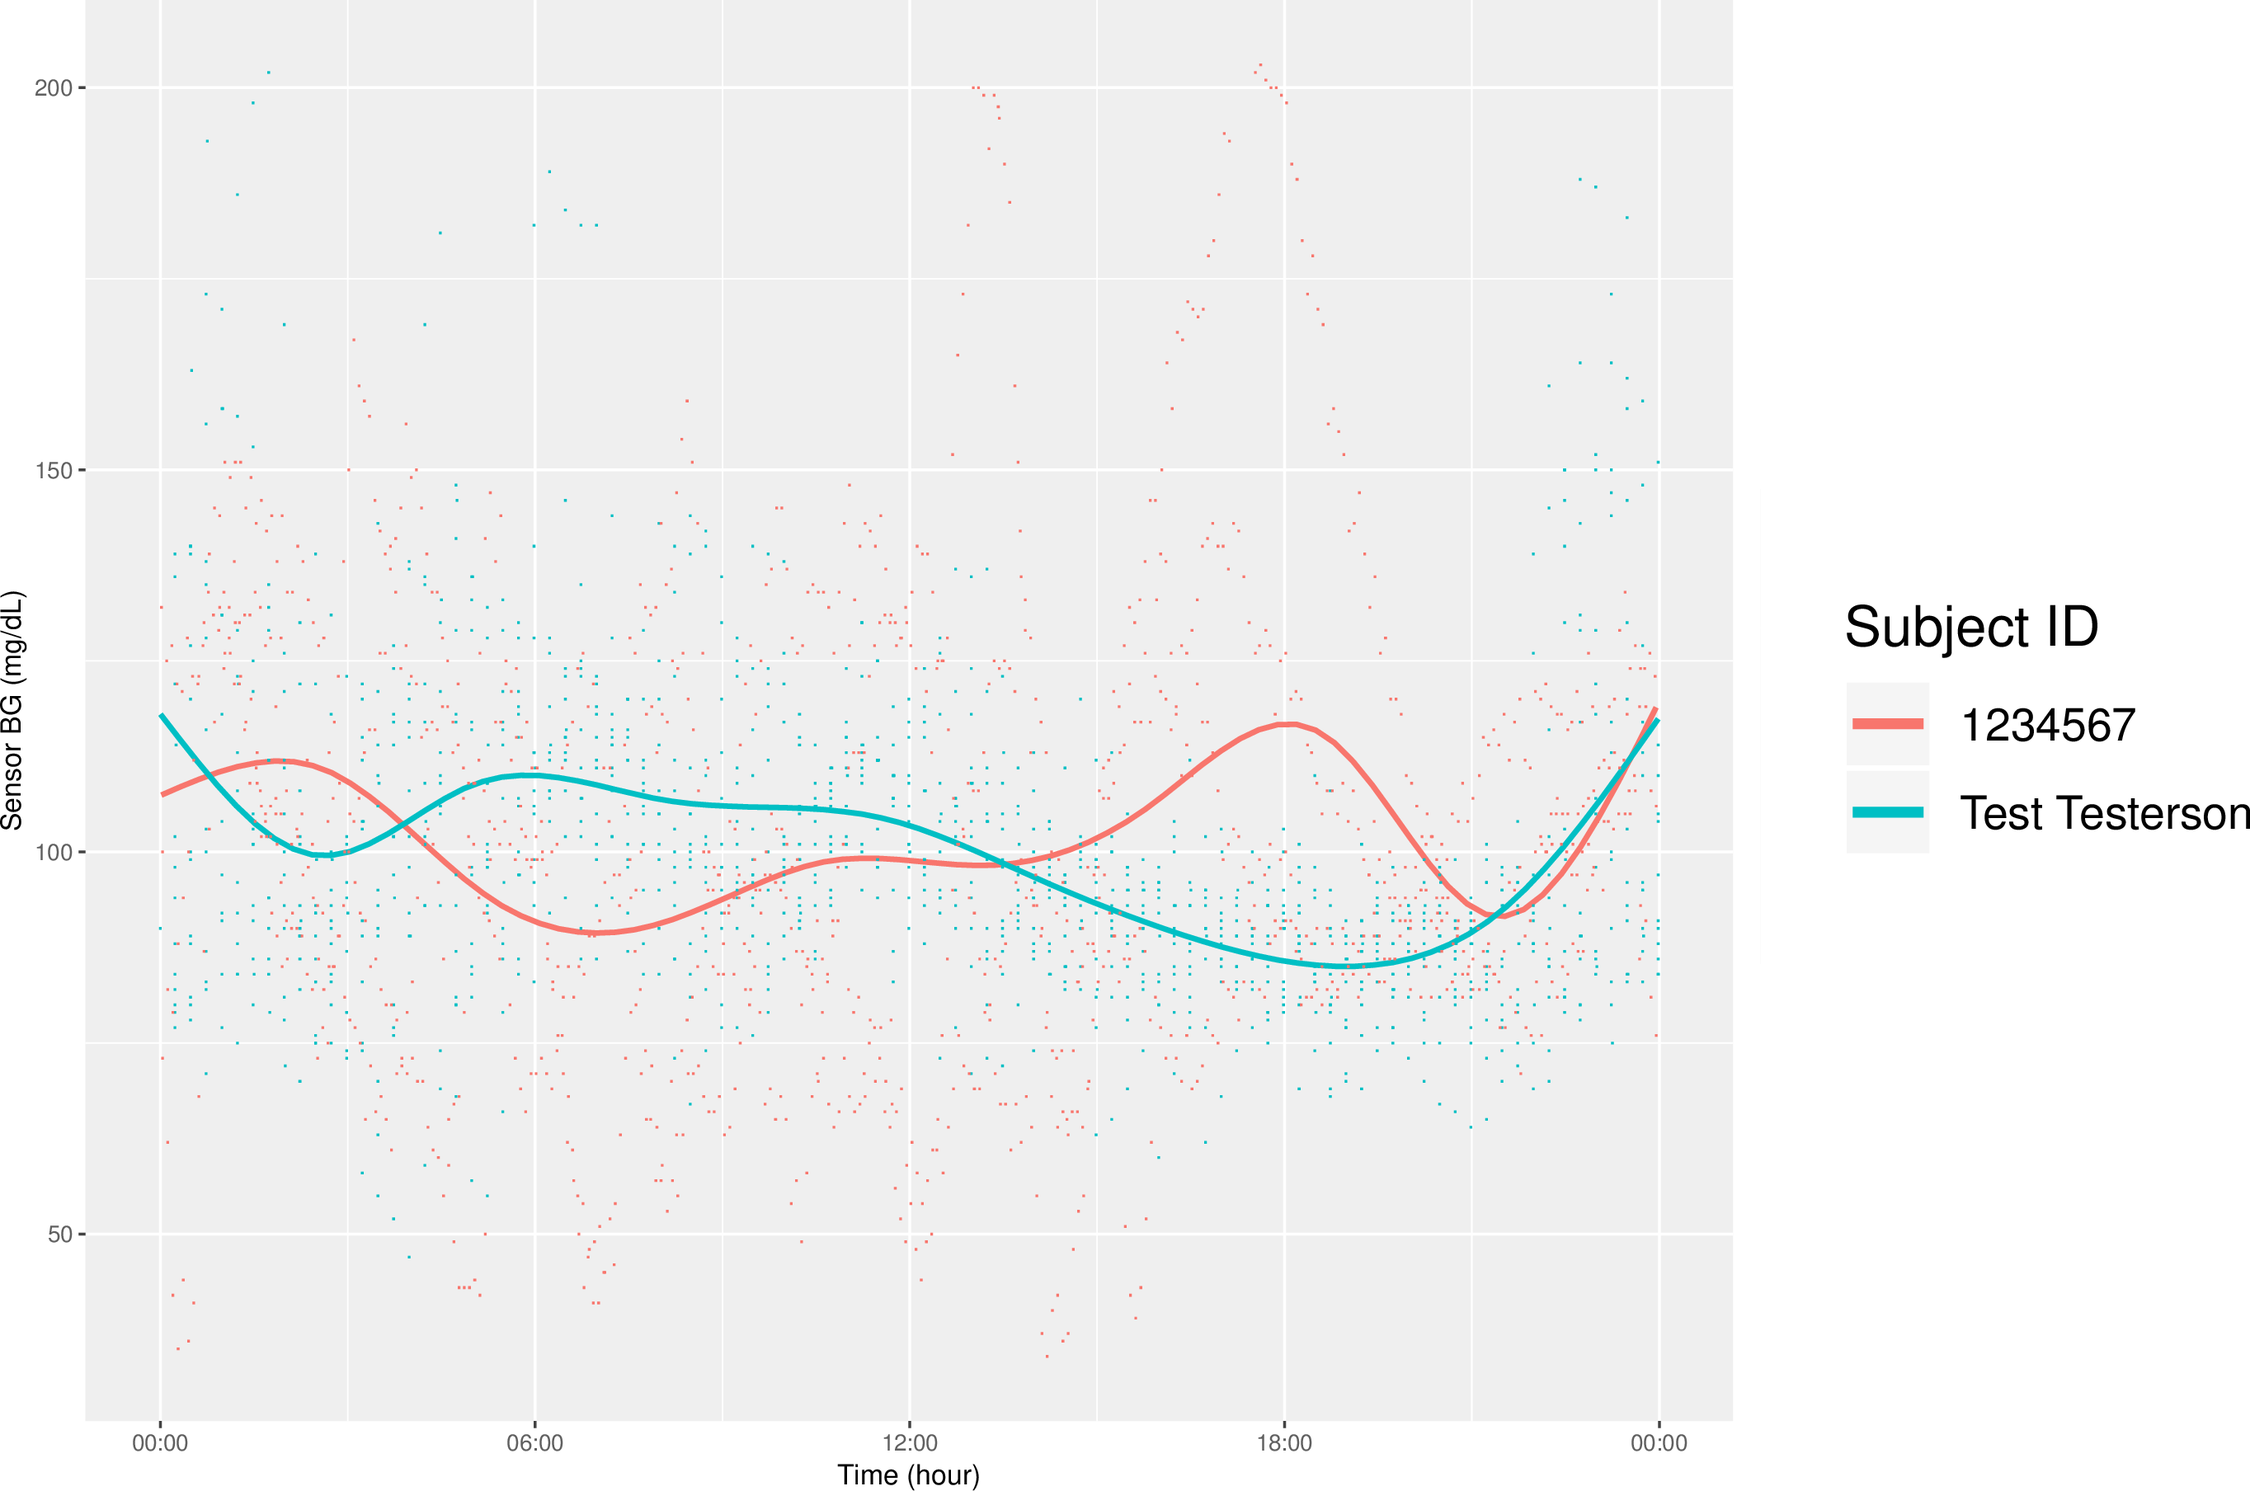 200
150
100
50
Sensor BG (mg/dL)
00:00 06:00 12:00 18:00 00:00
Time (hour)
Subject ID
1234567
Test Testerson